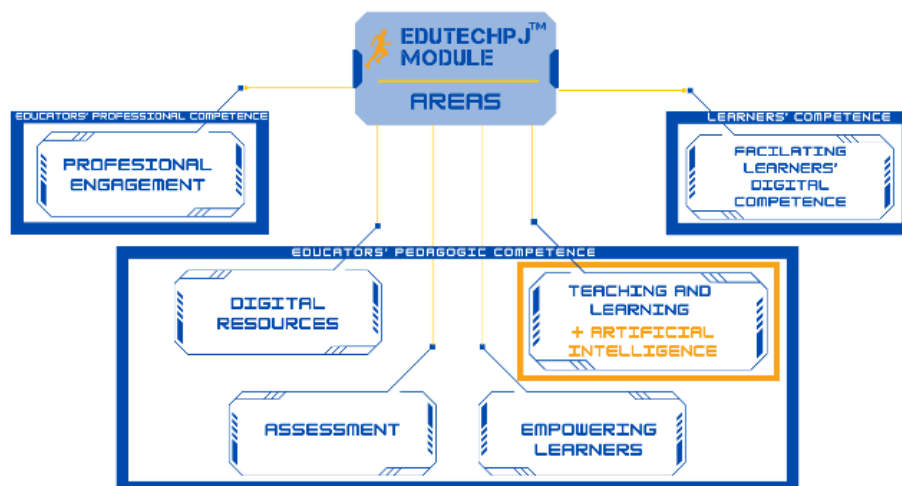 EDUTECHPJ™
MODULE
AREAS
EDUCATORS' PROFESSIONAL COMPETENCE
PROFESIONAL
ENGAGEMENT
LEARNERS' COMPETENCE
FACILATING
LEARNERS'
DIGITAL
COMPETENCE
EDUCATORS' PEDAGOGIC COMPETENCE
DIGITAL
RESOURCES
TEACHING AND
LEARNING
+ ARTIFICIAL
INTELLIGENCE
ASSESSMENT
EMPOWERING
LEARNERS